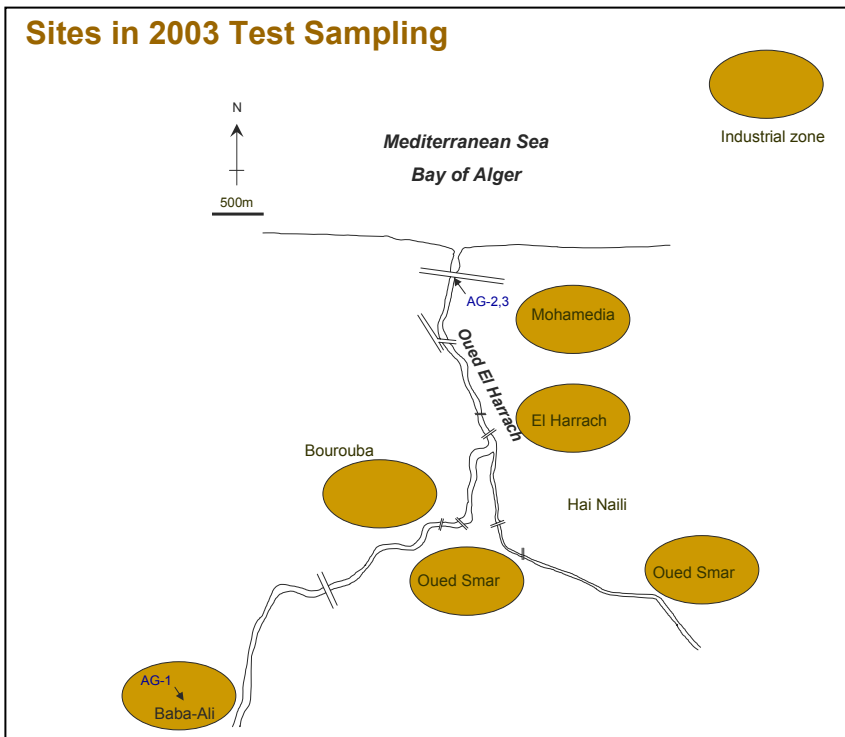 Sites in 2003 Test Sampling
Industrial zone
N
500m
Mediterranean Sea
Bay of Alger
AG-2,3
Mohamedia
Oued El Harrach
El Harrach
Bourouba
Hai Naili
Oued Smar
Oued Smar
AG-1
Baba-Ali